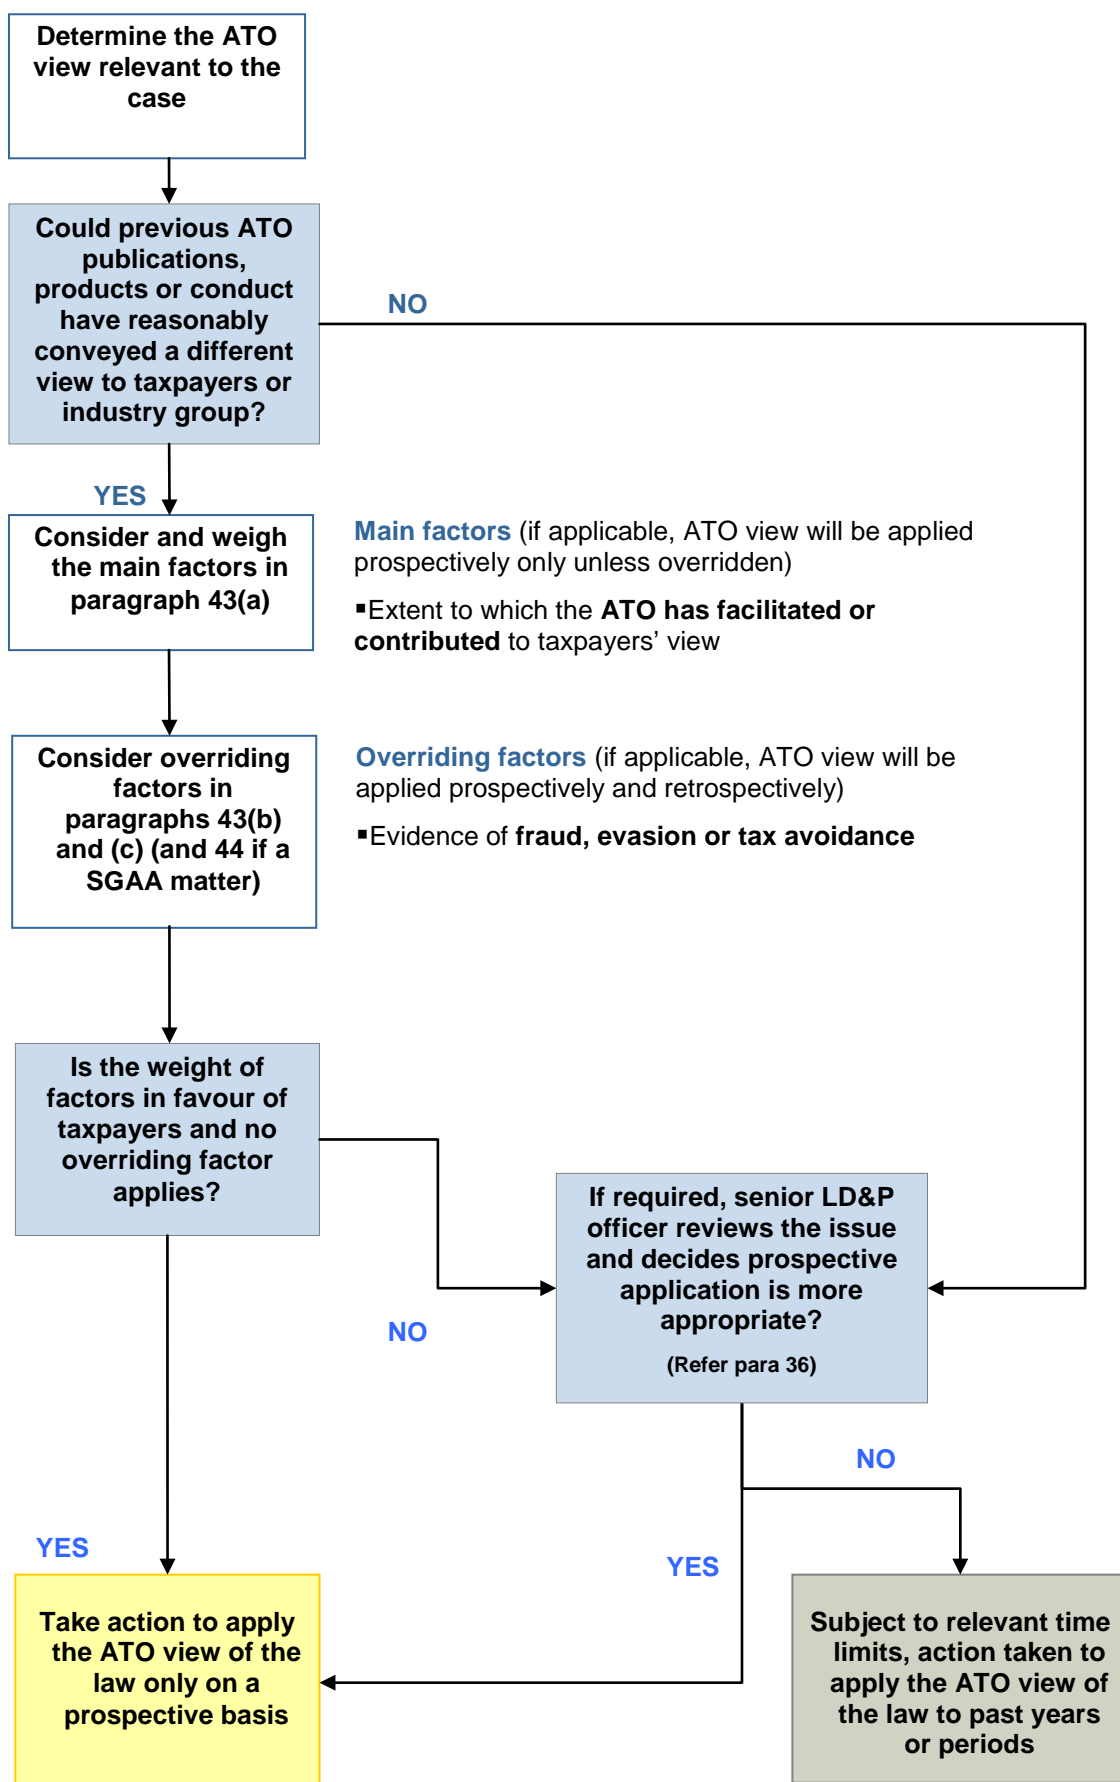 Determine the ATO
view relevant to the
case
Could previous ATO
publications,
products or conduct
have reasonably
conveyed a different
view to taxpayers or
industry group?
NO
YES
Consider and weigh
the main factors in
paragraph 43(a)
Main factors (if applicable, ATO view will be applied
prospectively only unless overridden)
▪Extent to which the ATO has facilitated or
contributed to taxpayers’ view
Consider overriding
factors in
paragraphs 43(b)
and (c) (and 44 if a
SGAA matter)
Overriding factors (if applicable, ATO view will be
applied prospectively and retrospectively)
▪Evidence of fraud, evasion or tax avoidance
Is the weight of
factors in favour of
taxpayers and no
overriding factor
applies?
NO
If required, senior LD&P
officer reviews the issue
and decides prospective
application is more
appropriate?
(Refer para 36)
NO
YES
YES
Take action to apply
the ATO view of the
law only on a
prospective basis
Subject to relevant time
limits, action taken to
apply the ATO view of
the law to past years
or periods